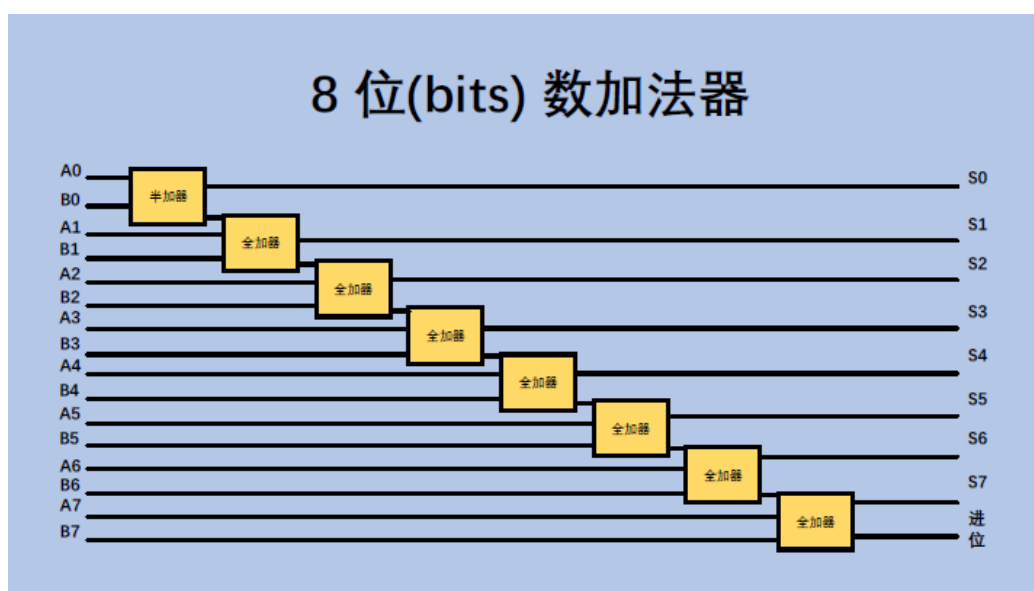 8 位(bits) 数加法器
A0
B0
A1
B1
A2
B2
A3
B3
A4
B4
A5
B5
A6
B6
A7
B7
半加器
全加器
全加器
全加器
全加器
全加器
全加器
全加器
S0
S1
S2
S3
S4
S5
S6
S7
进
位